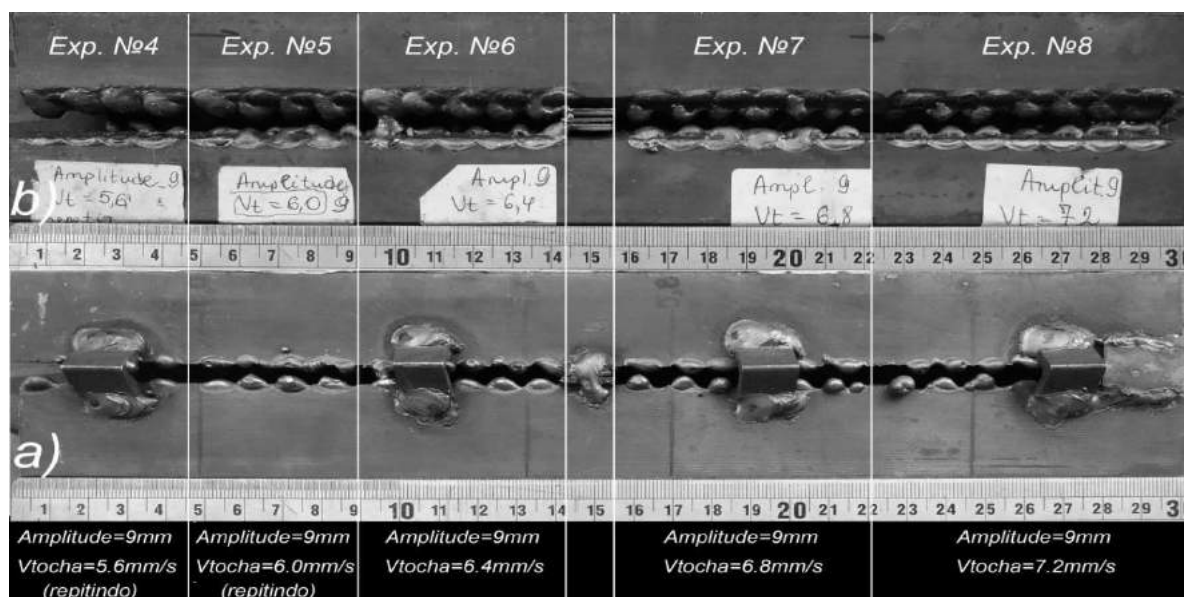 Exp. №4 Exp. №5 Exp. №6 Exp. №7 Exp. №8
b)
Amplitude_9
Vt = 5,6
Amplitude
Vt = 6,0 9
Ampl. 9
Vt = 6,4
Ampl. 9
Vt = 6,8
Amplit 9
Vt = 7 2
1 2 3 4 5 6 7 8 9 10 11 12 13 14 15 16 17 18 19 20 21 22 23 24 25 26 27 28 29 3
a)
1 2 3 4 5 6 7 8 9 10 11 12 13 14 15 16 17 18 19 20 21 22 23 24 25 26 27 28 29 3
Amplitude=9mm Amplitude=9mm Amplitude=9mm Amplitude=9mm Amplitude=9mm
Vtocha=5.6mm/s Vtocha=6.0mm/s Vtocha=6.4mm/s Vtocha=6.8mm/s Vtocha=7.2mm/s
(repitindo) (repitindo)